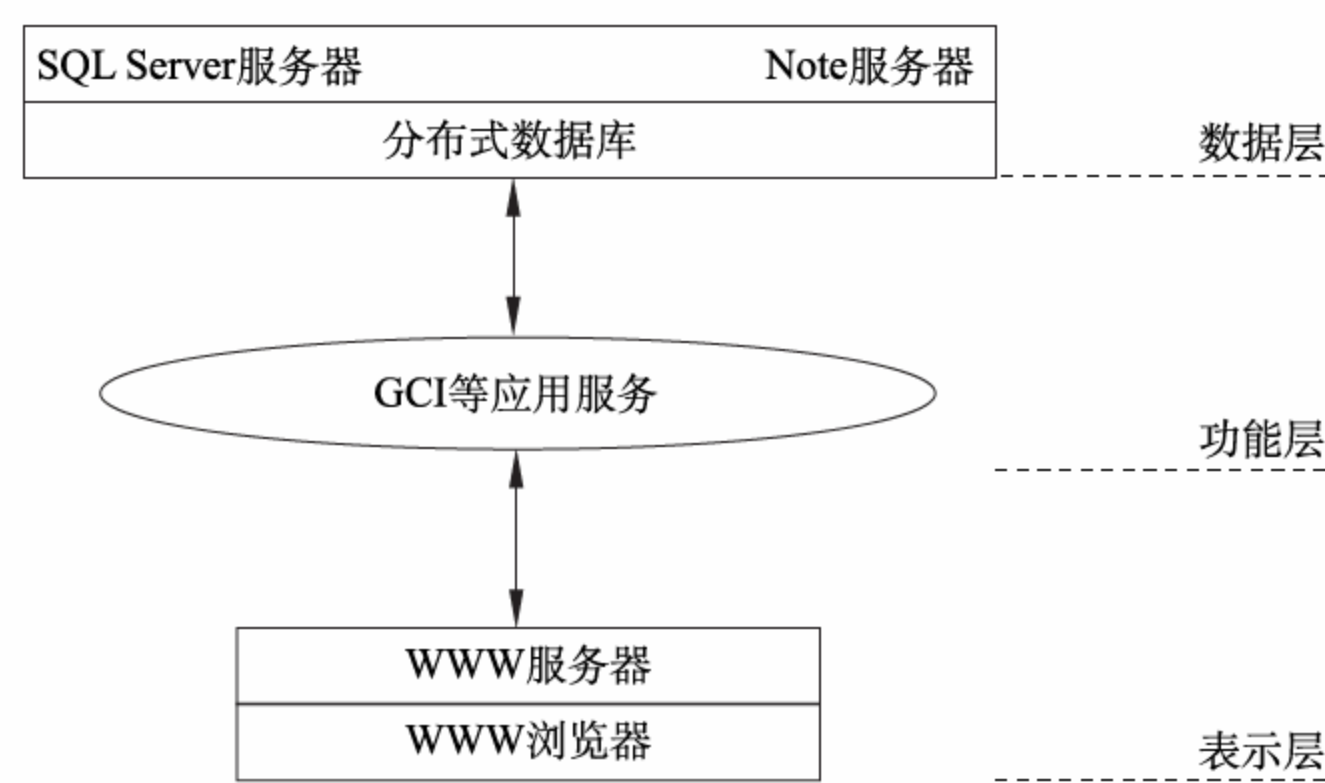 SQL Server服务器 Note服务器
分布式数据库
数据层
GCI等应用服务
功能层
WWW服务器
WWW浏览器
表示层